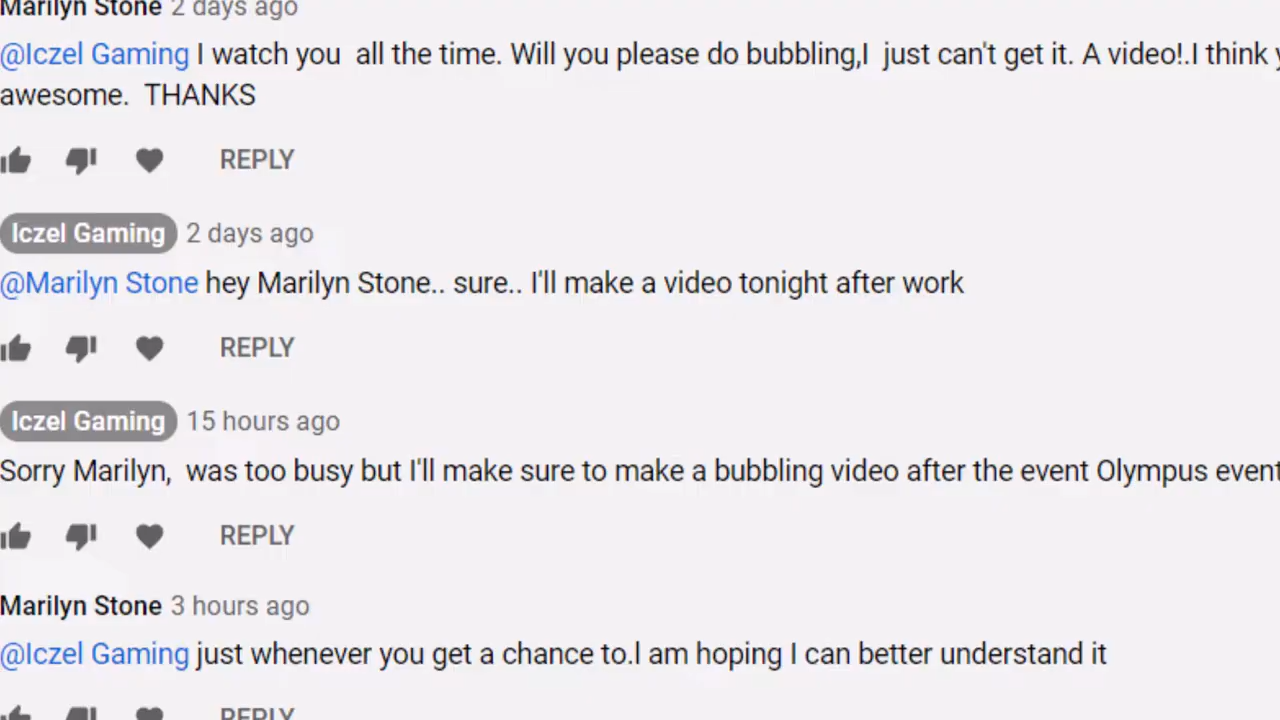 Marilyn Stone 2 days ago
@Iczel Gaming I watch you  all the time. Will you please do bubbling,I  just can't get it. A video!.I think
awesome.  THANKS
REPLY
Iczel Gaming 2 days ago
@Marilyn Stone hey Marilyn Stone.. sure.. I'll make a video tonight after work
REPLY
Iczel Gaming 15 hours ago
Sorry Marilyn,  was too busy but I'll make sure to make a bubbling video after the event Olympus event
REPLY
Marilyn Stone 3 hours ago
@Iczel Gaming just whenever you get a chance to.I am hoping I can better understand it
REPLY